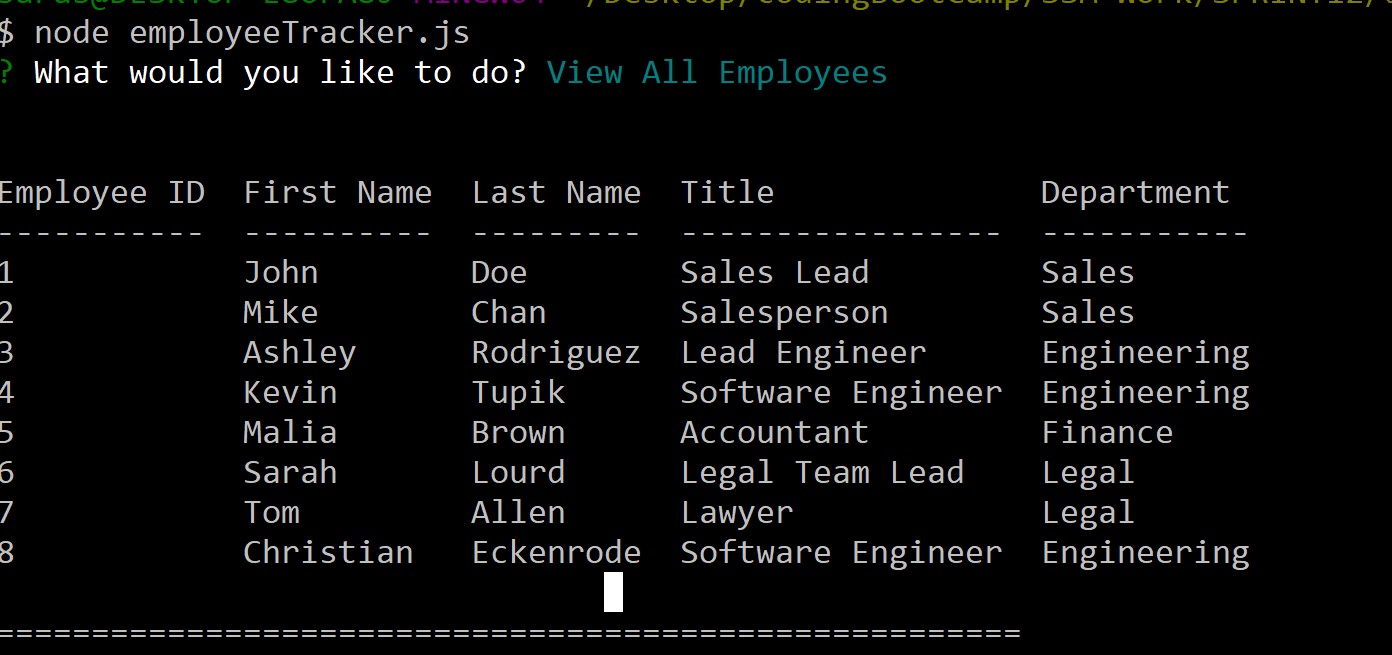 $ node employeeTracker.js
? What would you like to do? View All Employees
Employee ID  First Name  Last Name  Title              Department
-----------  ----------  ---------  -----------------  -----------
1            John        Doe        Sales Lead         Sales
2            Mike        Chan       Salesperson        Sales
3            Ashley      Rodriguez  Lead Engineer      Engineering
4            Kevin       Tupik      Software Engineer  Engineering
5            Malia       Brown      Accountant         Finance
6            Sarah       Lourd      Legal Team Lead    Legal
7            Tom         Allen      Lawyer             Legal
8            Christian   Eckenrode  Software Engineer  Engineering
======================================================